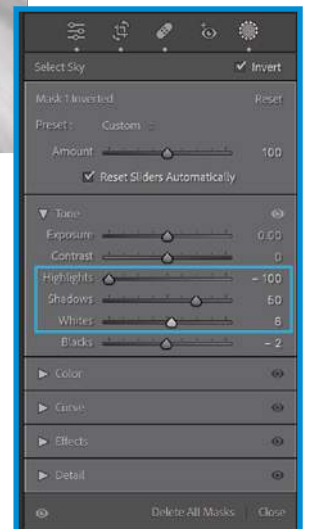 Select Sky Invert
Mask 1 Inverted Reset
Preset : Custom
Amount 100
Reset Sliders Automatically
Tone
Exposure 0.00
Contrast 0
Highlights - 100
Shadows 60
Whites 6
Blacks - 2
Color
Curve
Effects
Detail
Delete All Masks Close